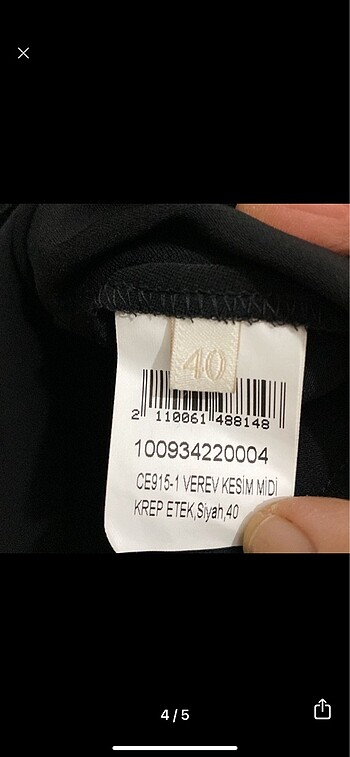 40
2 110061 488148
100934220004
CE915-1 VEREV KESİM MİDİ
KREP ETEK,Siyah,40
4 / 5